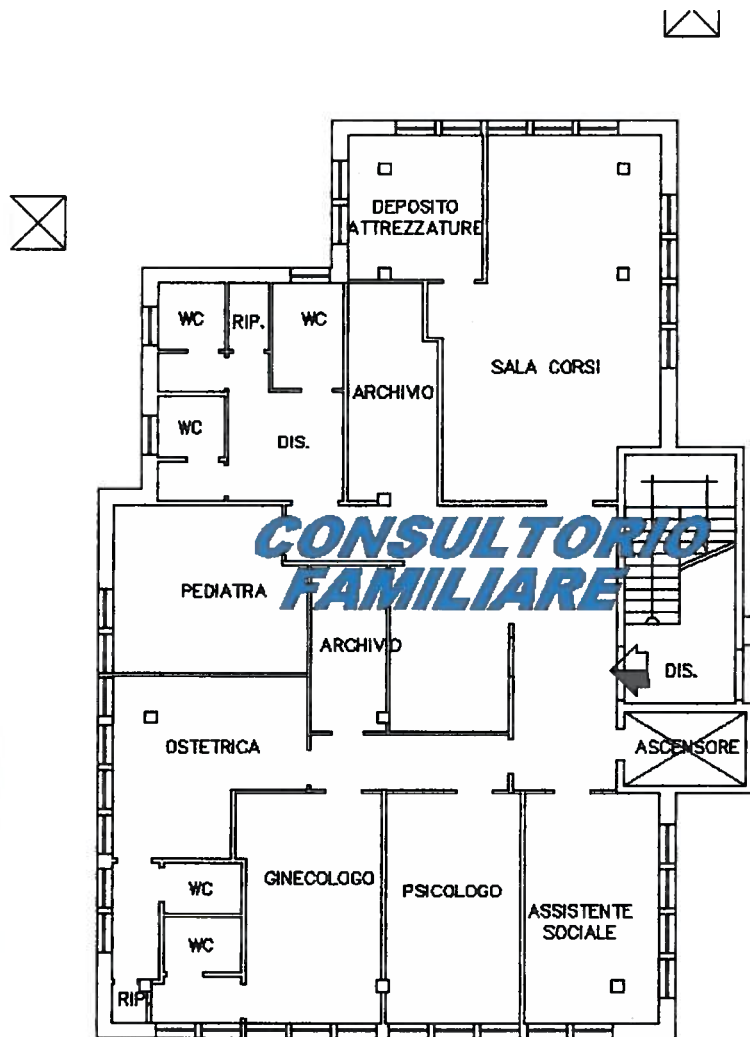 DEPOSITO
ATTREZZATURE
WC
RIP.
WC
SALA CORSI
ARCHIVIO
WC
DIS.
CONSULTORIO
FAMILIARE
PEDIATRA
ARCHIVIO
DIS.
OSTETRICA
ASCENSORE
GINECOLOGO
PSICOLOGO
WC
ASSISTENTE
SOCIALE
WC
RIP